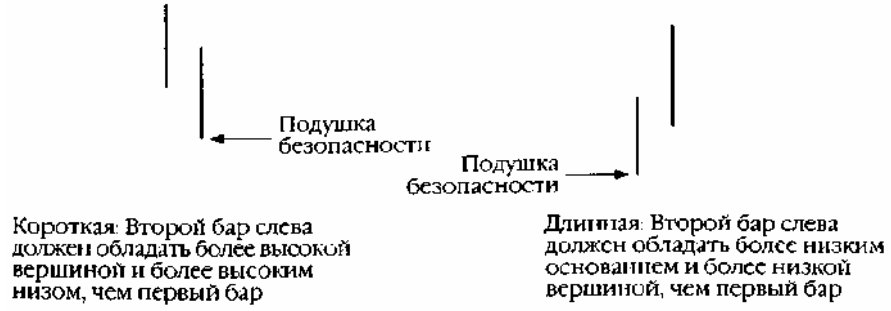 Подушка
безопасности
Подушка
безопасности
Короткая: Второй бар слева
должен обладать более высокой
вершиной и более высоким
низом, чем первый бар
Длинная: Второй бар слева
должен обладать более низким
основанием и более низкой
вершиной, чем первый бар